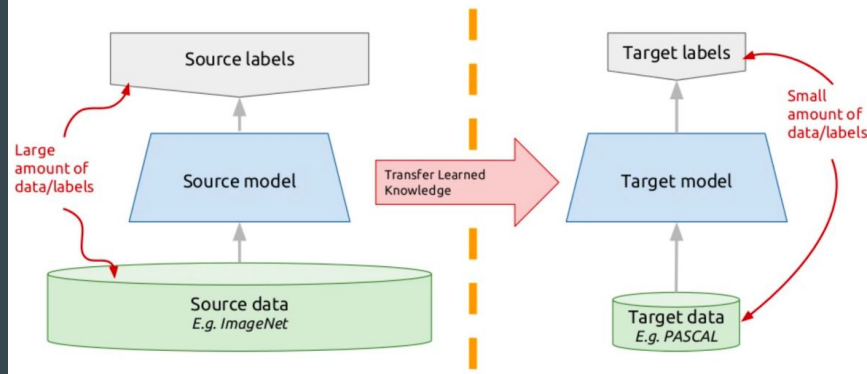 Source labels
Large
amount of
data/labels
Source model
Source data
E.g. ImageNet
Transfer Learned
Knowledge
Target labels
Small
amount of
data/labels
Target model
Target data
E.g. PASCAL